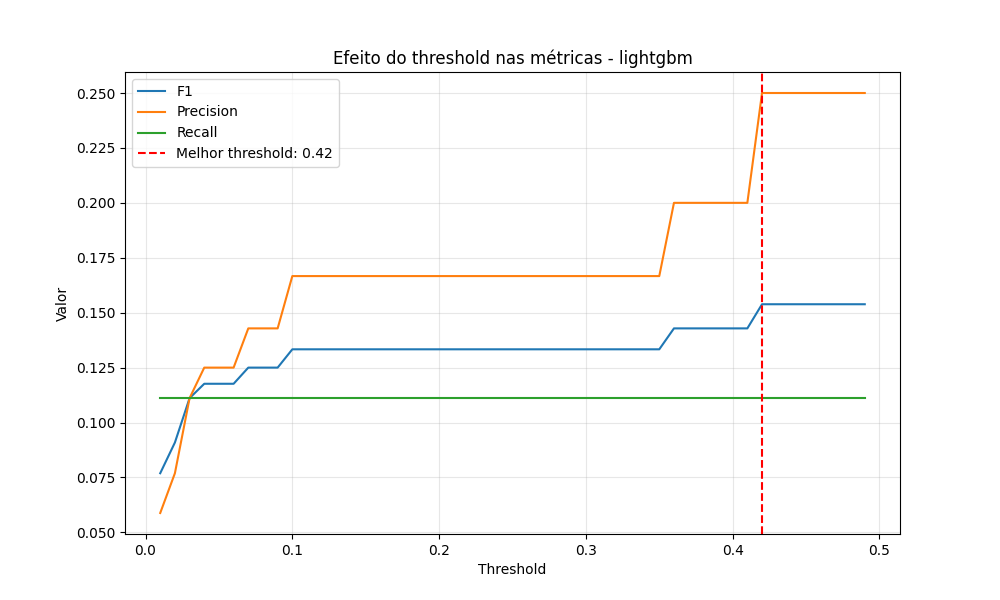 Efeito do threshold nas métricas - lightgbm
F1
Precision
Recall
Melhor threshold: 0.42
0.250
0.225
0.200
0.175
0.150
0.125
0.100
0.075
0.050
Valor
0.0 0.1 0.2 0.3 0.4 0.5
Threshold